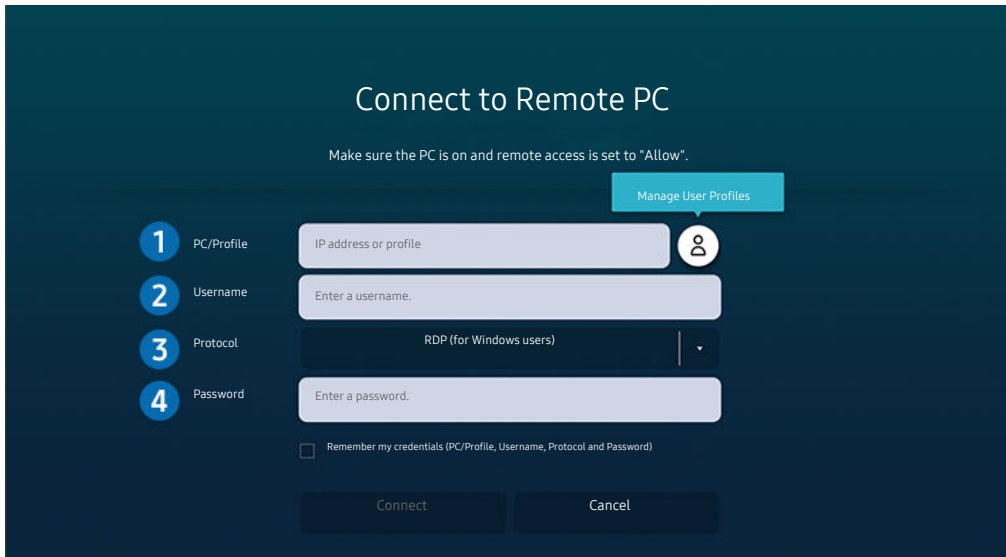 Connect to Remote PC
Make sure the PC is on and remote access is set to "Allow".
Manage User Profiles
1 PC/Profile IP address or profile
2 Username Enter a username.
3 Protocol RDP (for Windows users)
4 Password Enter a password.
Remember my credentials (PC/Profile, Username, Protocol and Password)
Connect Cancel